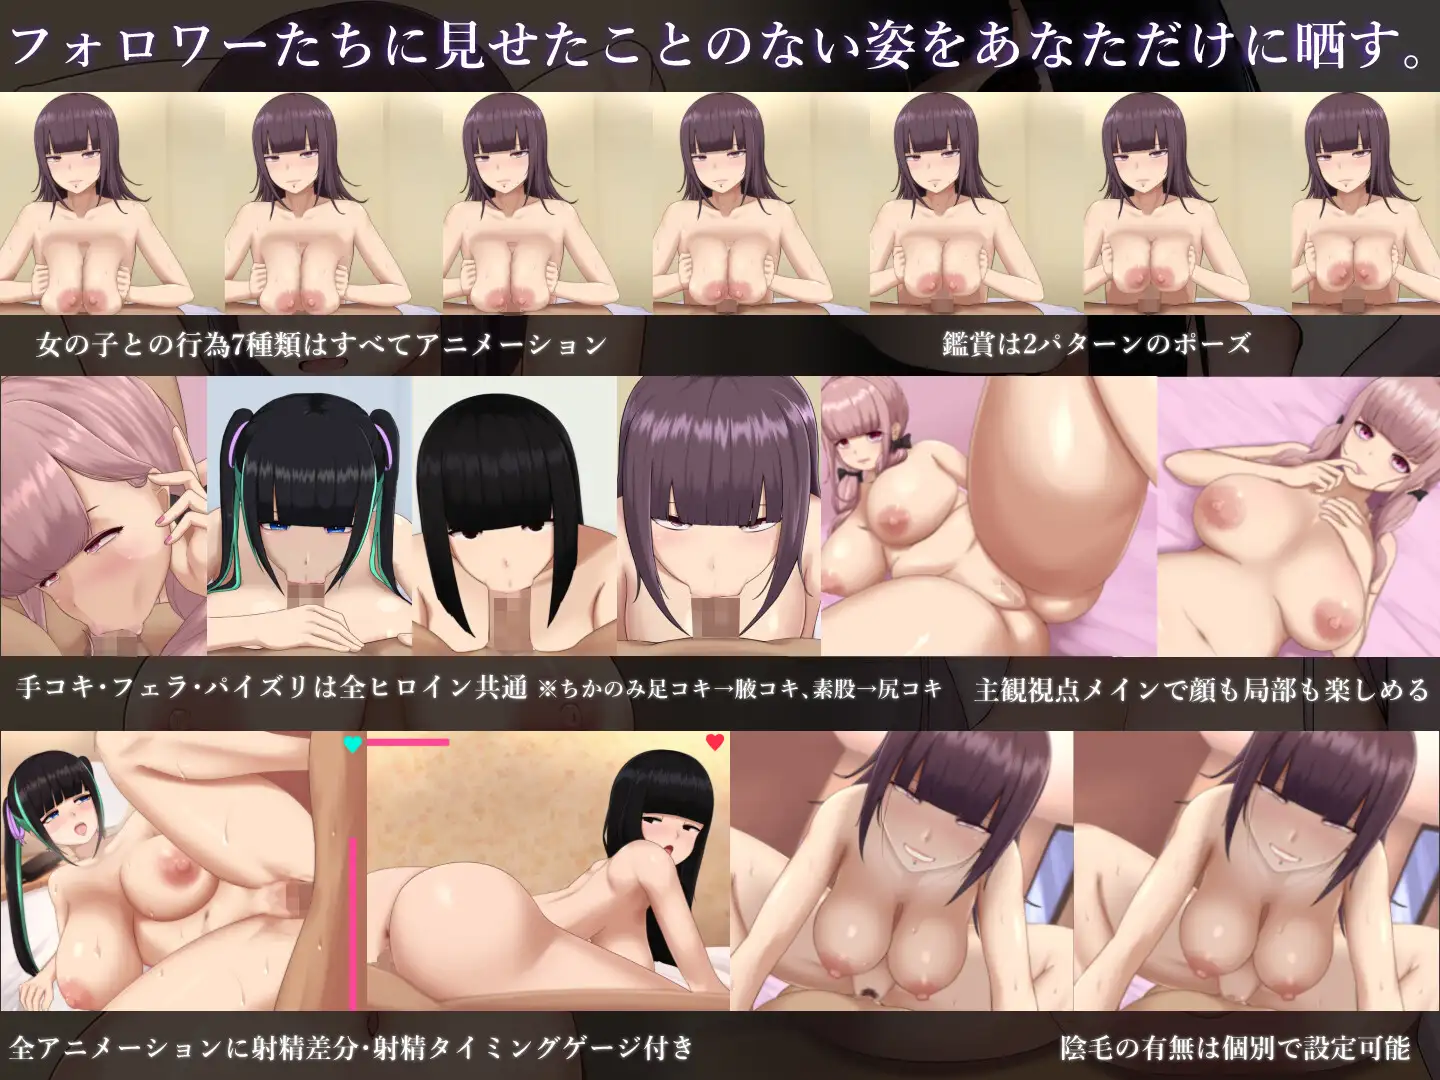 フォロワーたちに見せたことのない姿をあなただけに晒す。
女の子との行為7種類はすべてアニメーション
鑑賞は2パターンのポーズ
手コキ・フェラ・パイズリは全ヒロイン共通 ※ちかのみ足コキ→腋コキ、素股→尻コキ
主観視点メインで顔も局部も楽しめる
全アニメーションに射精差分・射精タイミングゲージ付き
陰毛の有無は個別で設定可能